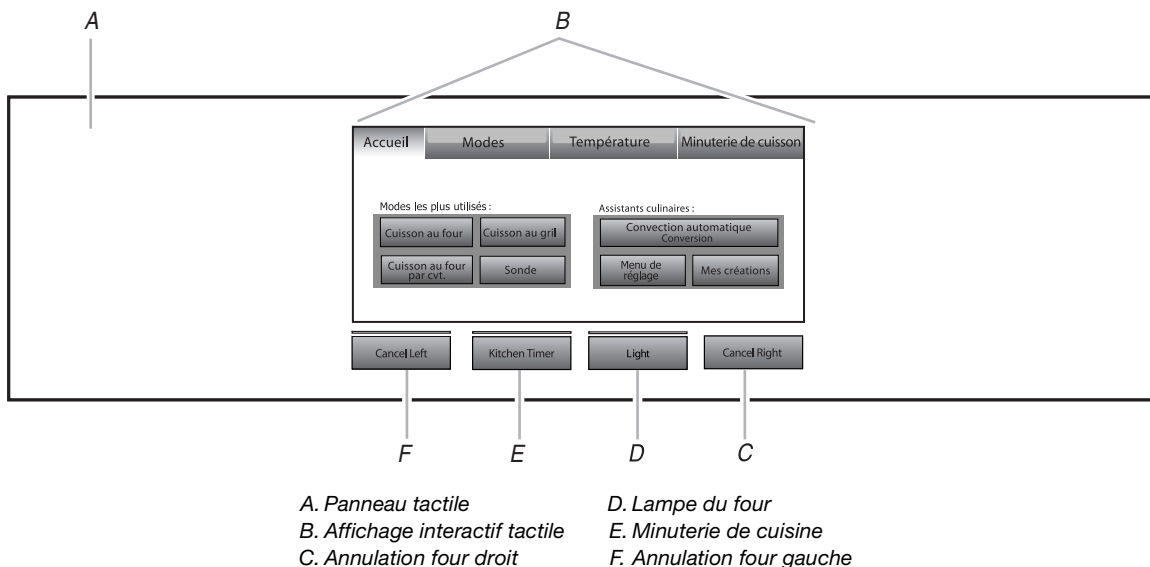 A
B
Accueil
Modes
Température
Minuterie de cuisson
Modes les plus utilisés :
Assistants culinaires :
Cuisson au four
Cuisson au gril
Convection automatique
Conversion
Cuisson au four
par cvt.
Sonde
Menu de
réglage
Mes créations
Cancel Left
Kitchen Timer
Light
Cancel Right
F
E
D
C
A. Panneau tactile
B. Affichage interactif tactile
C. Annulation four droit
D. Lampe du four
E. Minuterie de cuisine
F. Annulation four gauche